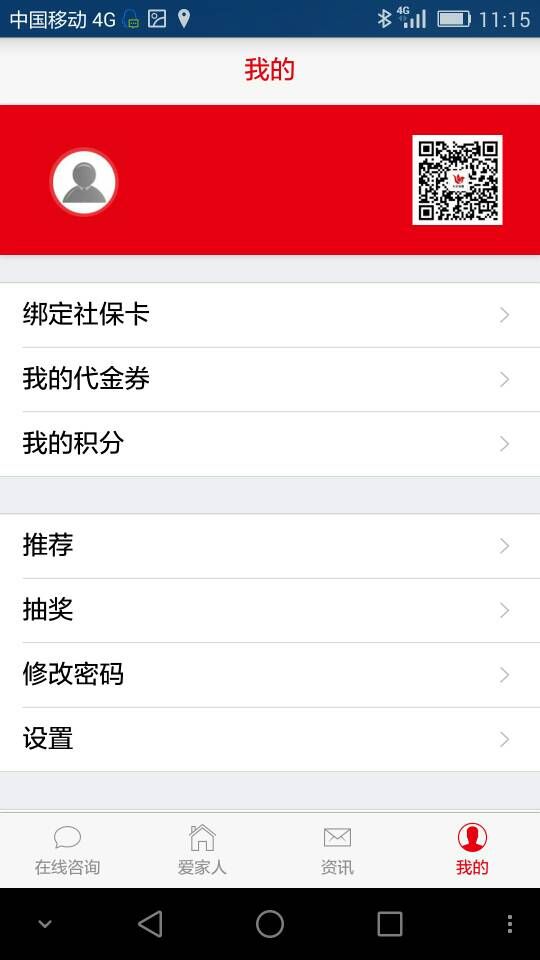 中国移动 4G 4G 11:15
我的
绑定社保卡
我的代金券
我的积分
推荐
抽奖
修改密码
设置
在线咨询 爱家人 资讯 我的